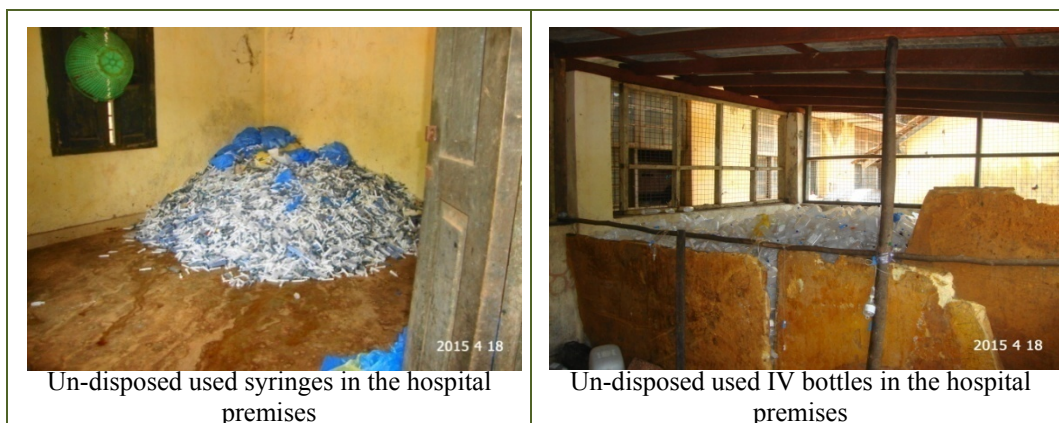 2015 4 18
2015 4 18
Un-disposed used syringes in the hospital
premises
Un-disposed used IV bottles in the hospital
premises